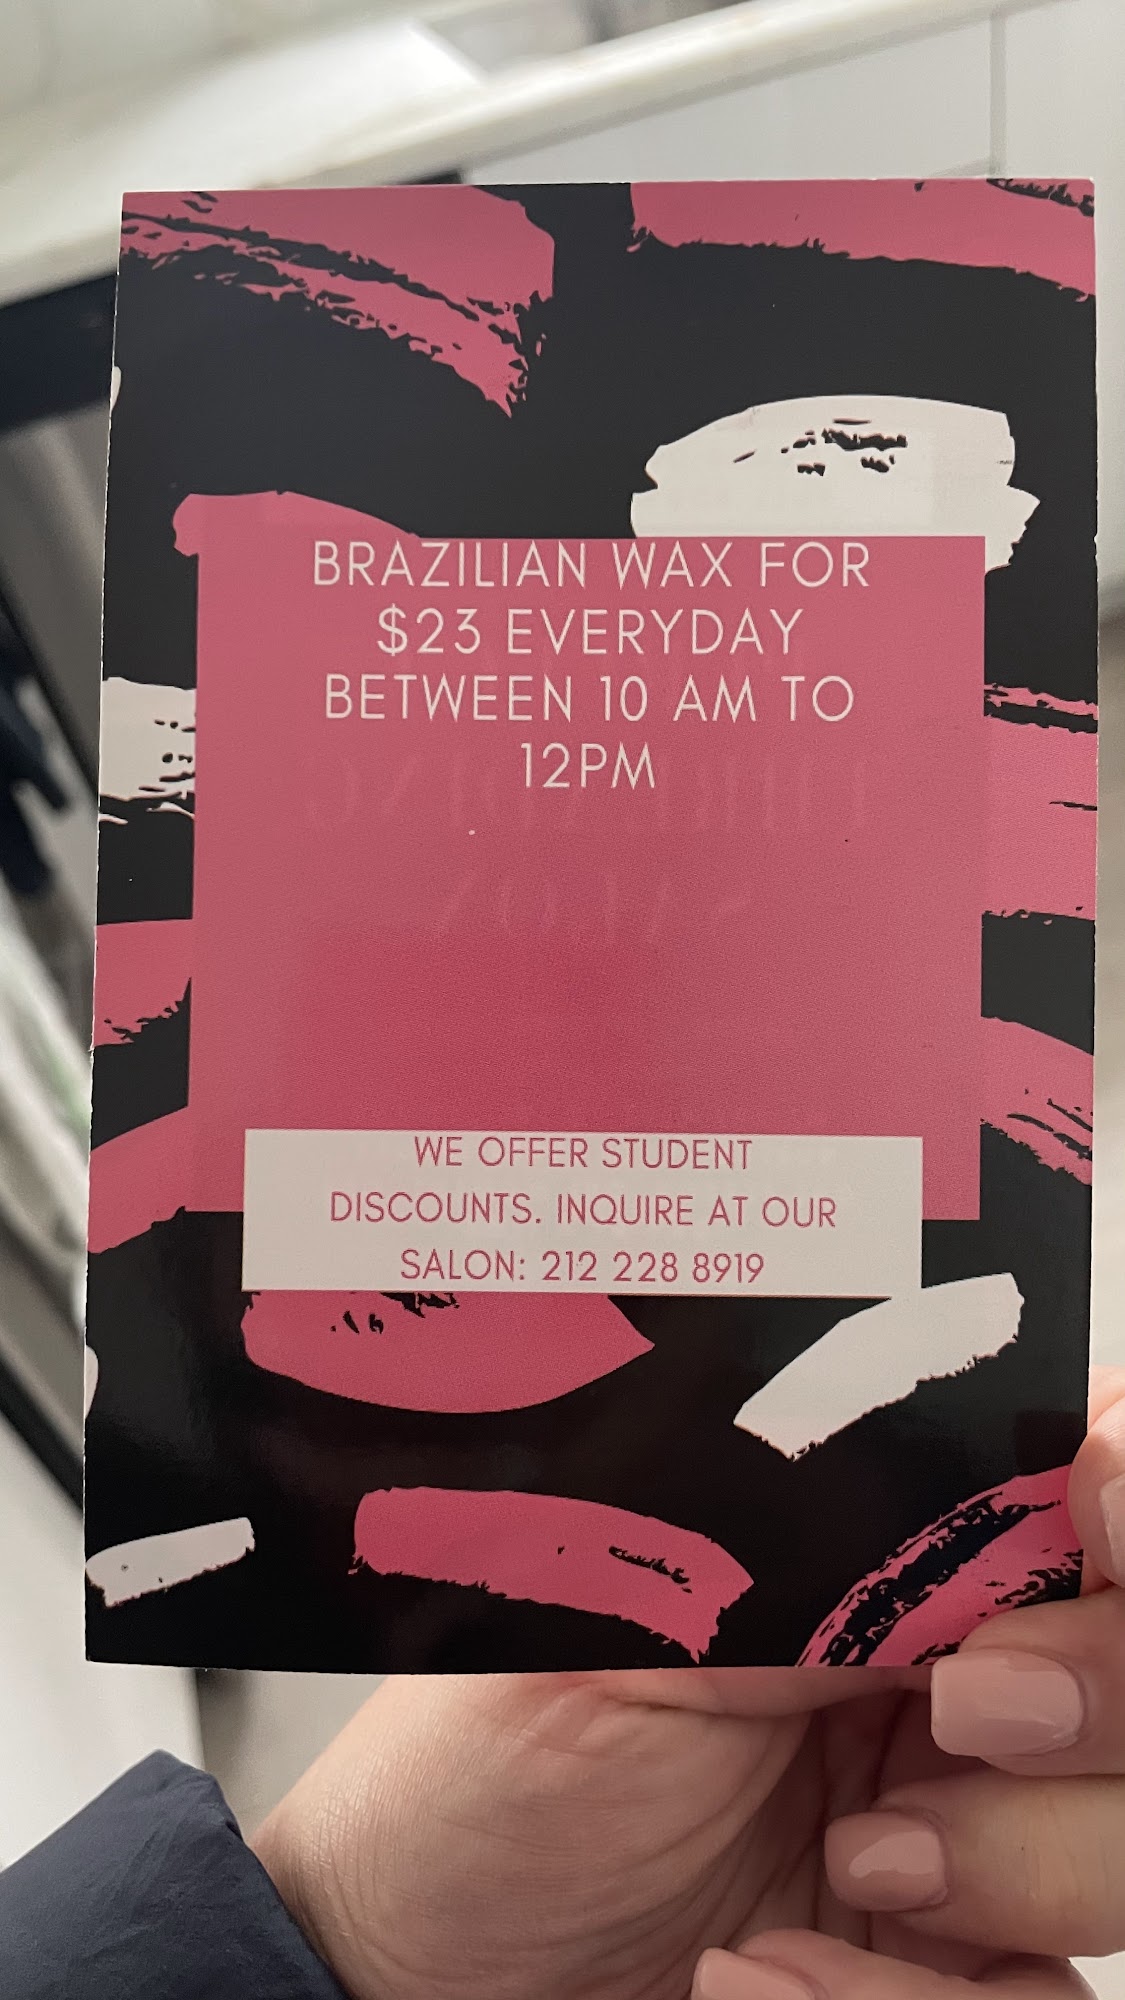 BRAZILIAN WAX FOR
$23 EVERYDAY
BETWEEN 10 AM TO
12PM
WE OFFER STUDENT
DISCOUNTS. INQUIRE AT OUR
SALON: 212 228 8919